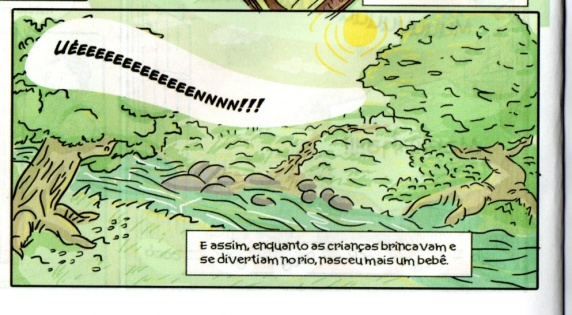 UÉEEEEEEEEEEEEEENNNN!!!
E assim, enquanto as crianças brincavam e
se divertiam no rio, nasceu mais um bebê.